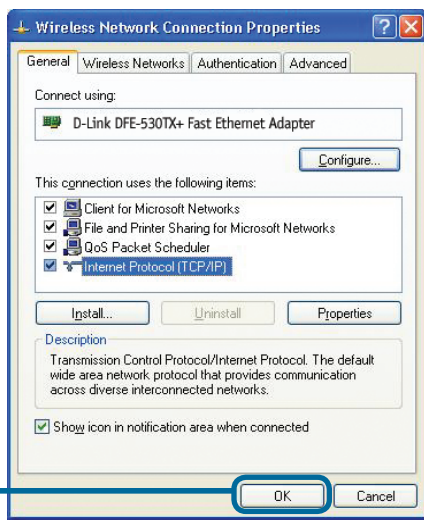 Wireless Network Connection Properties
General Wireless Networks Authentication Advanced
Connect using:
D-Link DFE-530TX+ Fast Ethernet Adapter
Configure...
This connection uses the following items:
Client for Microsoft Networks
File and Printer Sharing for Microsoft Networks
QoS Packet Scheduler
Internet Protocol (TCP/IP)
Install... Uninstall Properties
Description
Transmission Control Protocol/Internet Protocol. The default
wide area network protocol that provides communication
across diverse interconnected networks.
Show icon in notification area when connected
OK Cancel